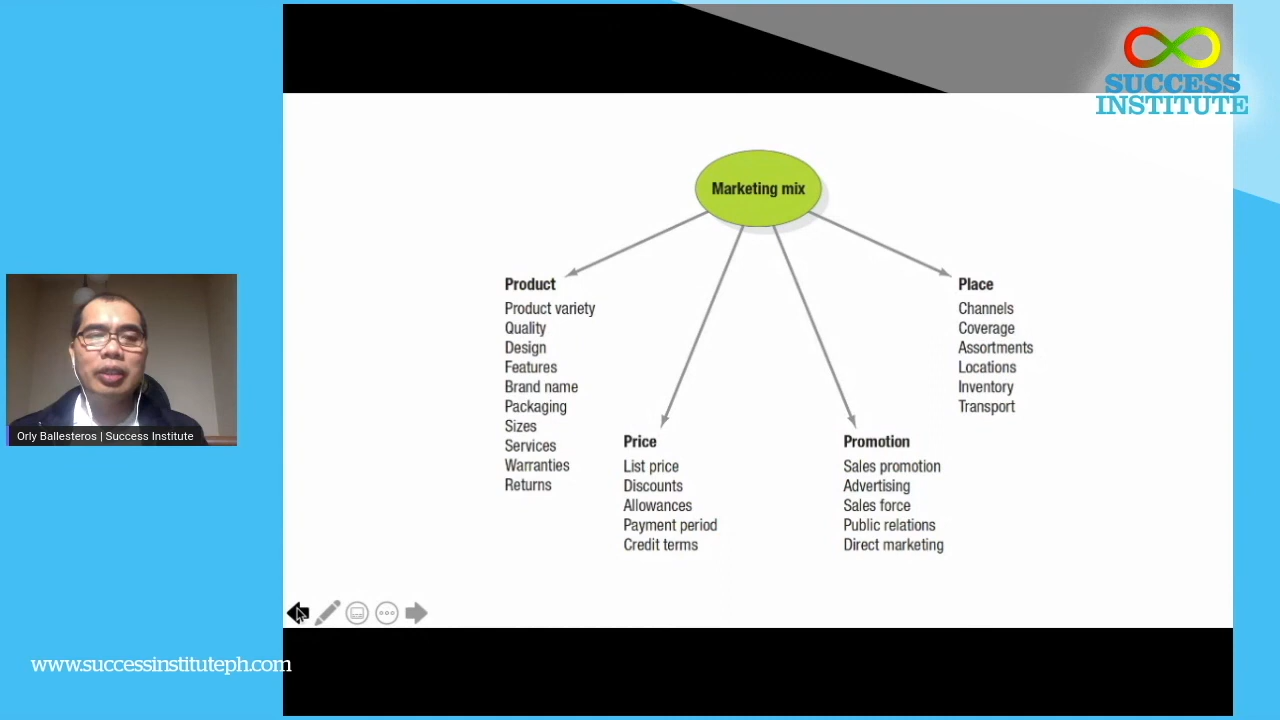 SUCCESS
INSTITUTE
Marketing mix
Product
Product variety
Quality
Design
Features
Brand name
Packaging
Sizes
Services
Warranties
Returns
Price
List price
Discounts
Allowances
Payment period
Credit terms
Promotion
Sales promotion
Advertising
Sales force
Public relations
Direct marketing
Place
Channels
Coverage
Assortments
Locations
Inventory
Transport
Orly Ballesteros | Success Institute
www.successinstituteph.com